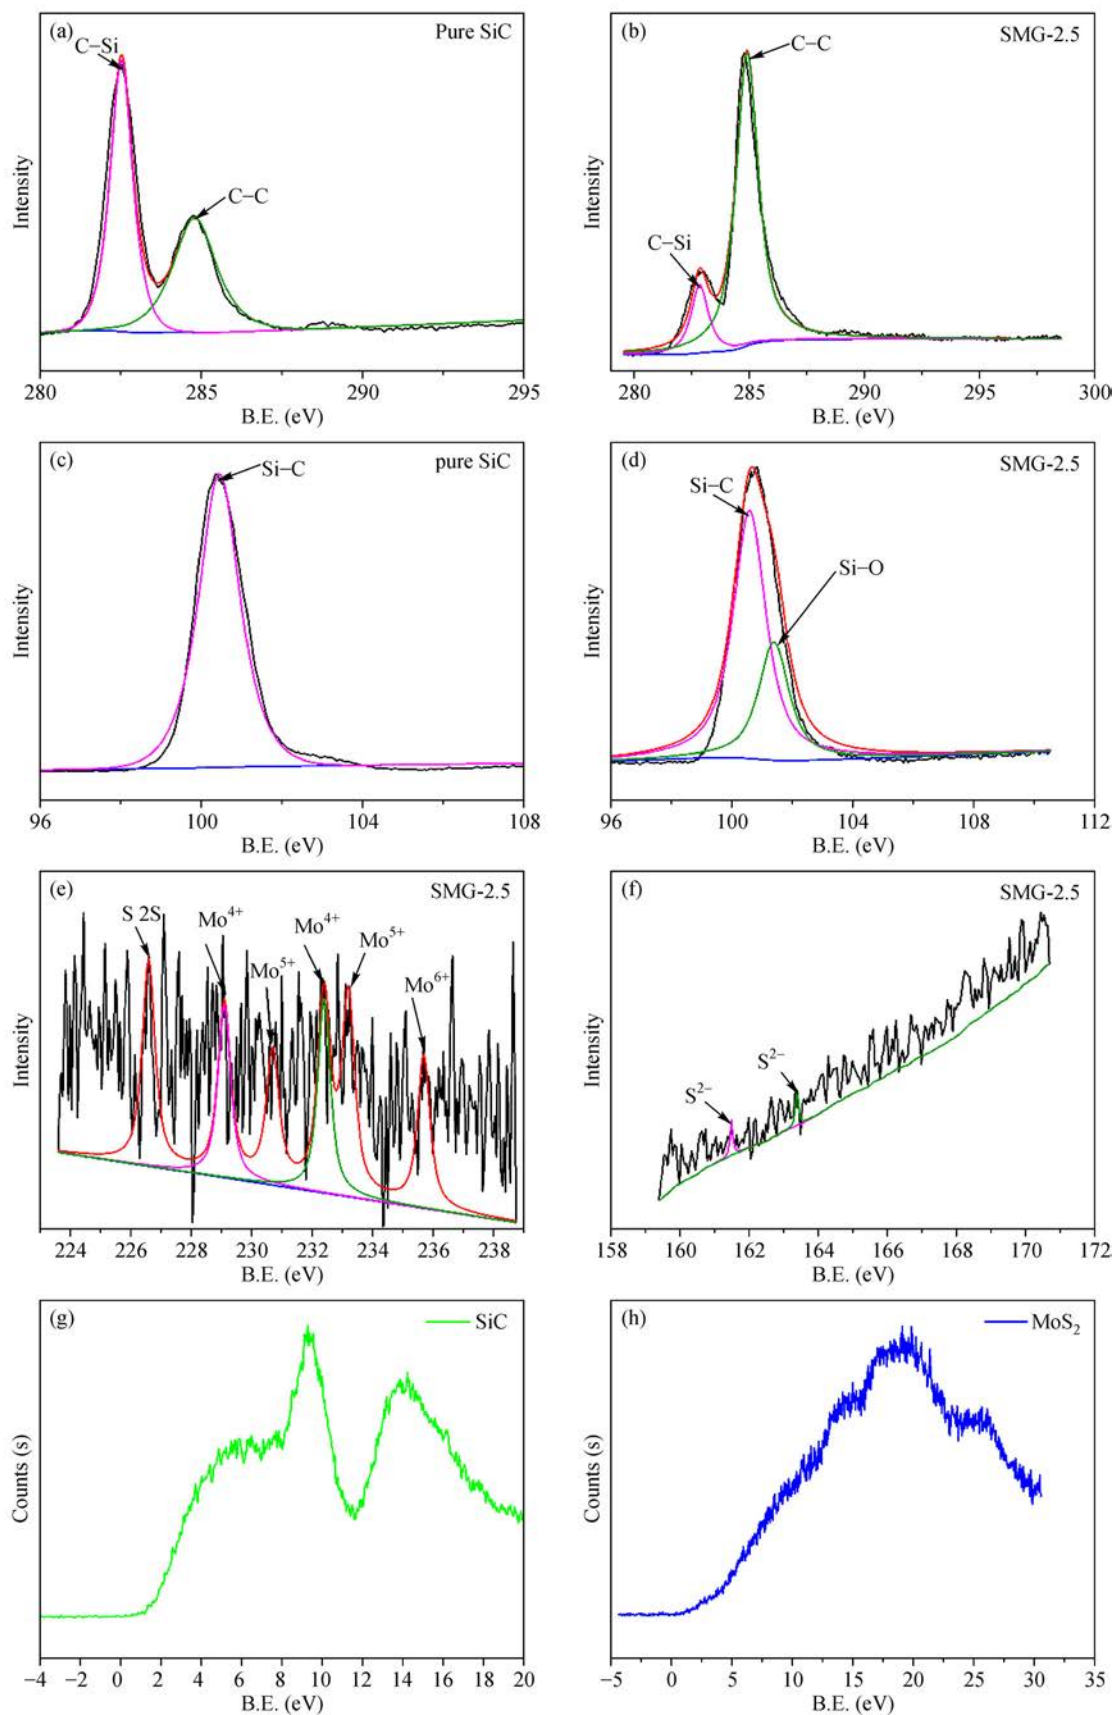 (a) Pure SiC
C–Si
C–C
Intensity
280 285 290 295
B.E. (eV)
(b) SMG-2.5
C–C
C–Si
Intensity
280 285 290 295 300
B.E. (eV)
(c) pure SiC
Si–C
Intensity
96 100 104 108
B.E. (eV)
(d) SMG-2.5
Si–C
Si–O
Intensity
96 100 104 108 112
B.E. (eV)
(e) SMG-2.5
S 2S Mo⁴⁺ Mo⁵⁺ Mo⁴⁺ Mo⁵⁺ Mo⁶⁺
Intensity
224 226 228 230 232 234 236 238
B.E. (eV)
(f) SMG-2.5
S²⁻
S²⁻
Intensity
158 160 162 164 166 168 170 172
B.E. (eV)
(g) SiC
Counts (s)
−4 −2 0 2 4 6 8 10 12 14 16 18 20
B.E. (eV)
(h) MoS₂
Counts (s)
−5 0 5 10 15 20 25 30 35
B.E. (eV)